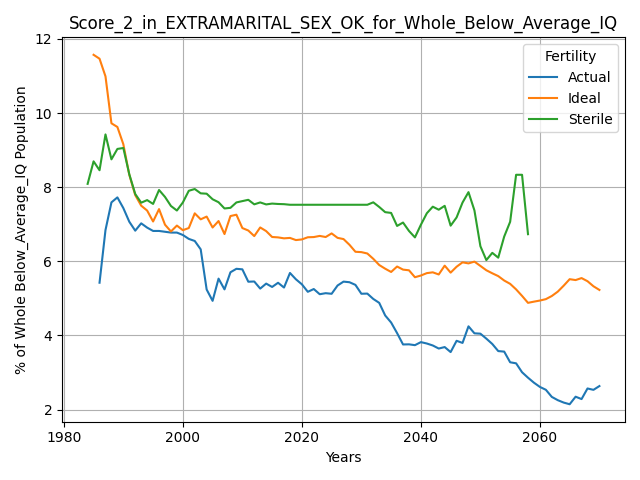 Score_2_in_EXTRAMARITAL_SEX_OK_for_Whole_Below_Average_IQ
% of Whole Below_Average_IQ Population
12
10
8
6
4
2
Fertility
Actual
Ideal
Sterile
1980
2000
2020
2040
2060
Years